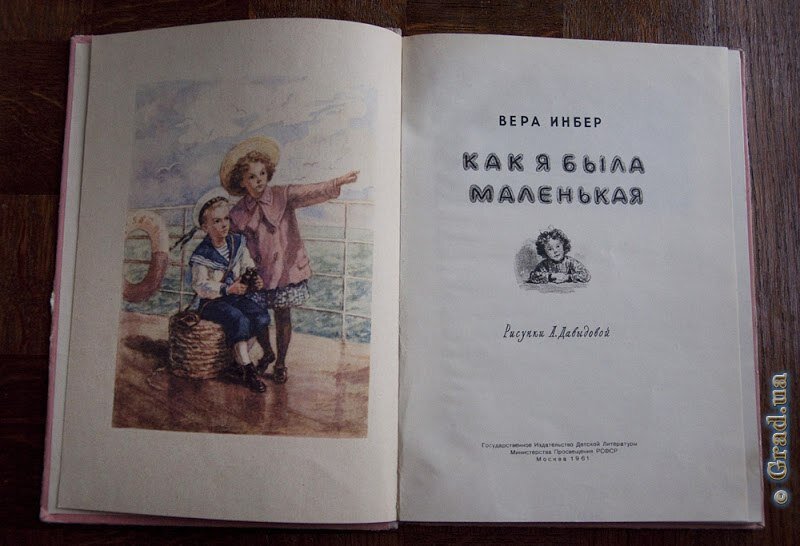 ВЕРА ИНБЕР
КАК Я БЫЛА
МАЛЕНЬКАЯ
Рисунки А. Давыдовой
Государственное Издательство Детской Литературы
Министерства Просвещения РСФСР
Москва 1961
© Grad.ua